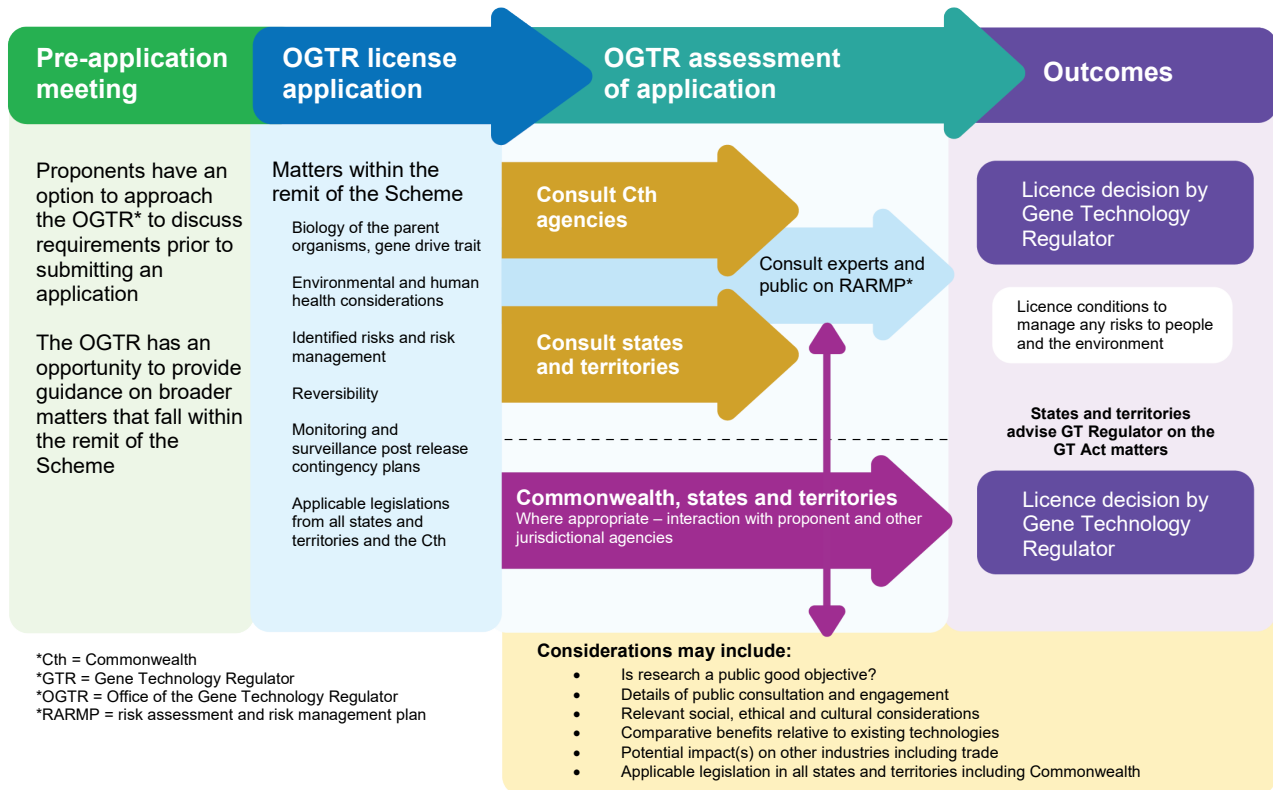 Pre-application
meeting
OGTR license
application
OGTR assessment
of application
Outcomes
Proponents have an
option to approach
the OGTR* to discuss
requirements prior to
submitting an
application
The OGTR has an
opportunity to provide
guidance on broader
matters that fall within
the remit of the
Scheme
Matters within the
remit of the Scheme
Biology of the parent
organisms, gene drive trait
Environmental and human
health considerations
Identified risks and risk
management
Reversibility
Monitoring and
surveillance post release
contingency plans
Applicable legislations
from all states and
territories and the Cth
Consult Cth
agencies
Consult states
and territories
Consult experts and
public on RARMP*
Commonwealth, states and territories
Where appropriate – interaction with proponent and other
jurisdictional agencies
Licence decision by
Gene Technology
Regulator
Licence conditions to
manage any risks to people
and the environment
States and territories
advise GT Regulator on the
GT Act matters
Licence decision by
Gene Technology
Regulator
*Cth = Commonwealth
*GTR = Gene Technology Regulator
*OGTR = Office of the Gene Technology Regulator
*RARMP = risk assessment and risk management plan
Considerations may include:
• Is research a public good objective?
• Details of public consultation and engagement
• Relevant social, ethical and cultural considerations
• Comparative benefits relative to existing technologies
• Potential impact(s) on other industries including trade
• Applicable legislation in all states and territories including Commonwealth